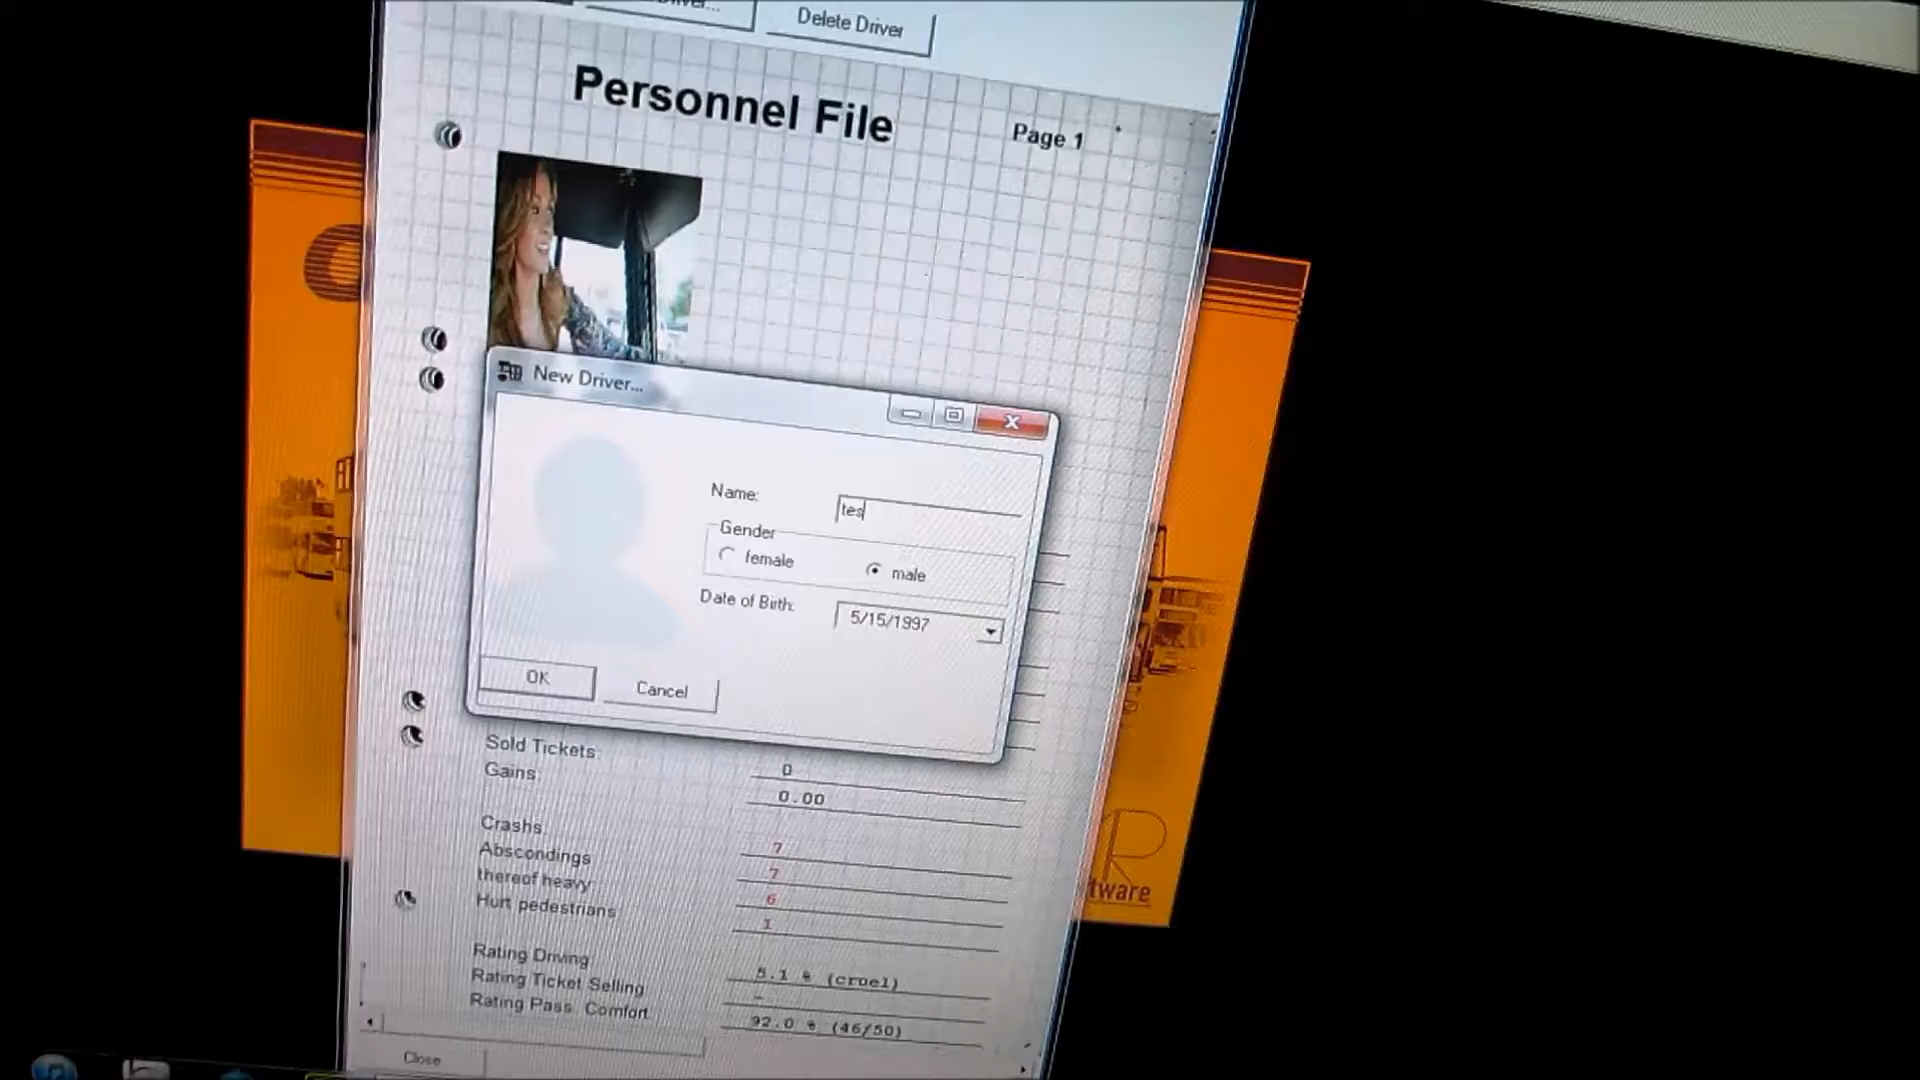 Delete Driver
Personnel File
Page 1
New Driver...
Name:
tes
Gender
female
male
Date of Birth:
5/15/1997
OK
Cancel
Sold Tickets
0
Gains
0.00
Crashs
7
Abscondings
7
thereof heavy
6
Hurt pedestrians
1
Rating Driving
5.1 % (cruel)
Rating Ticket Selling
-
Rating Pass. Comfort
92.0 % (46/50)
Close